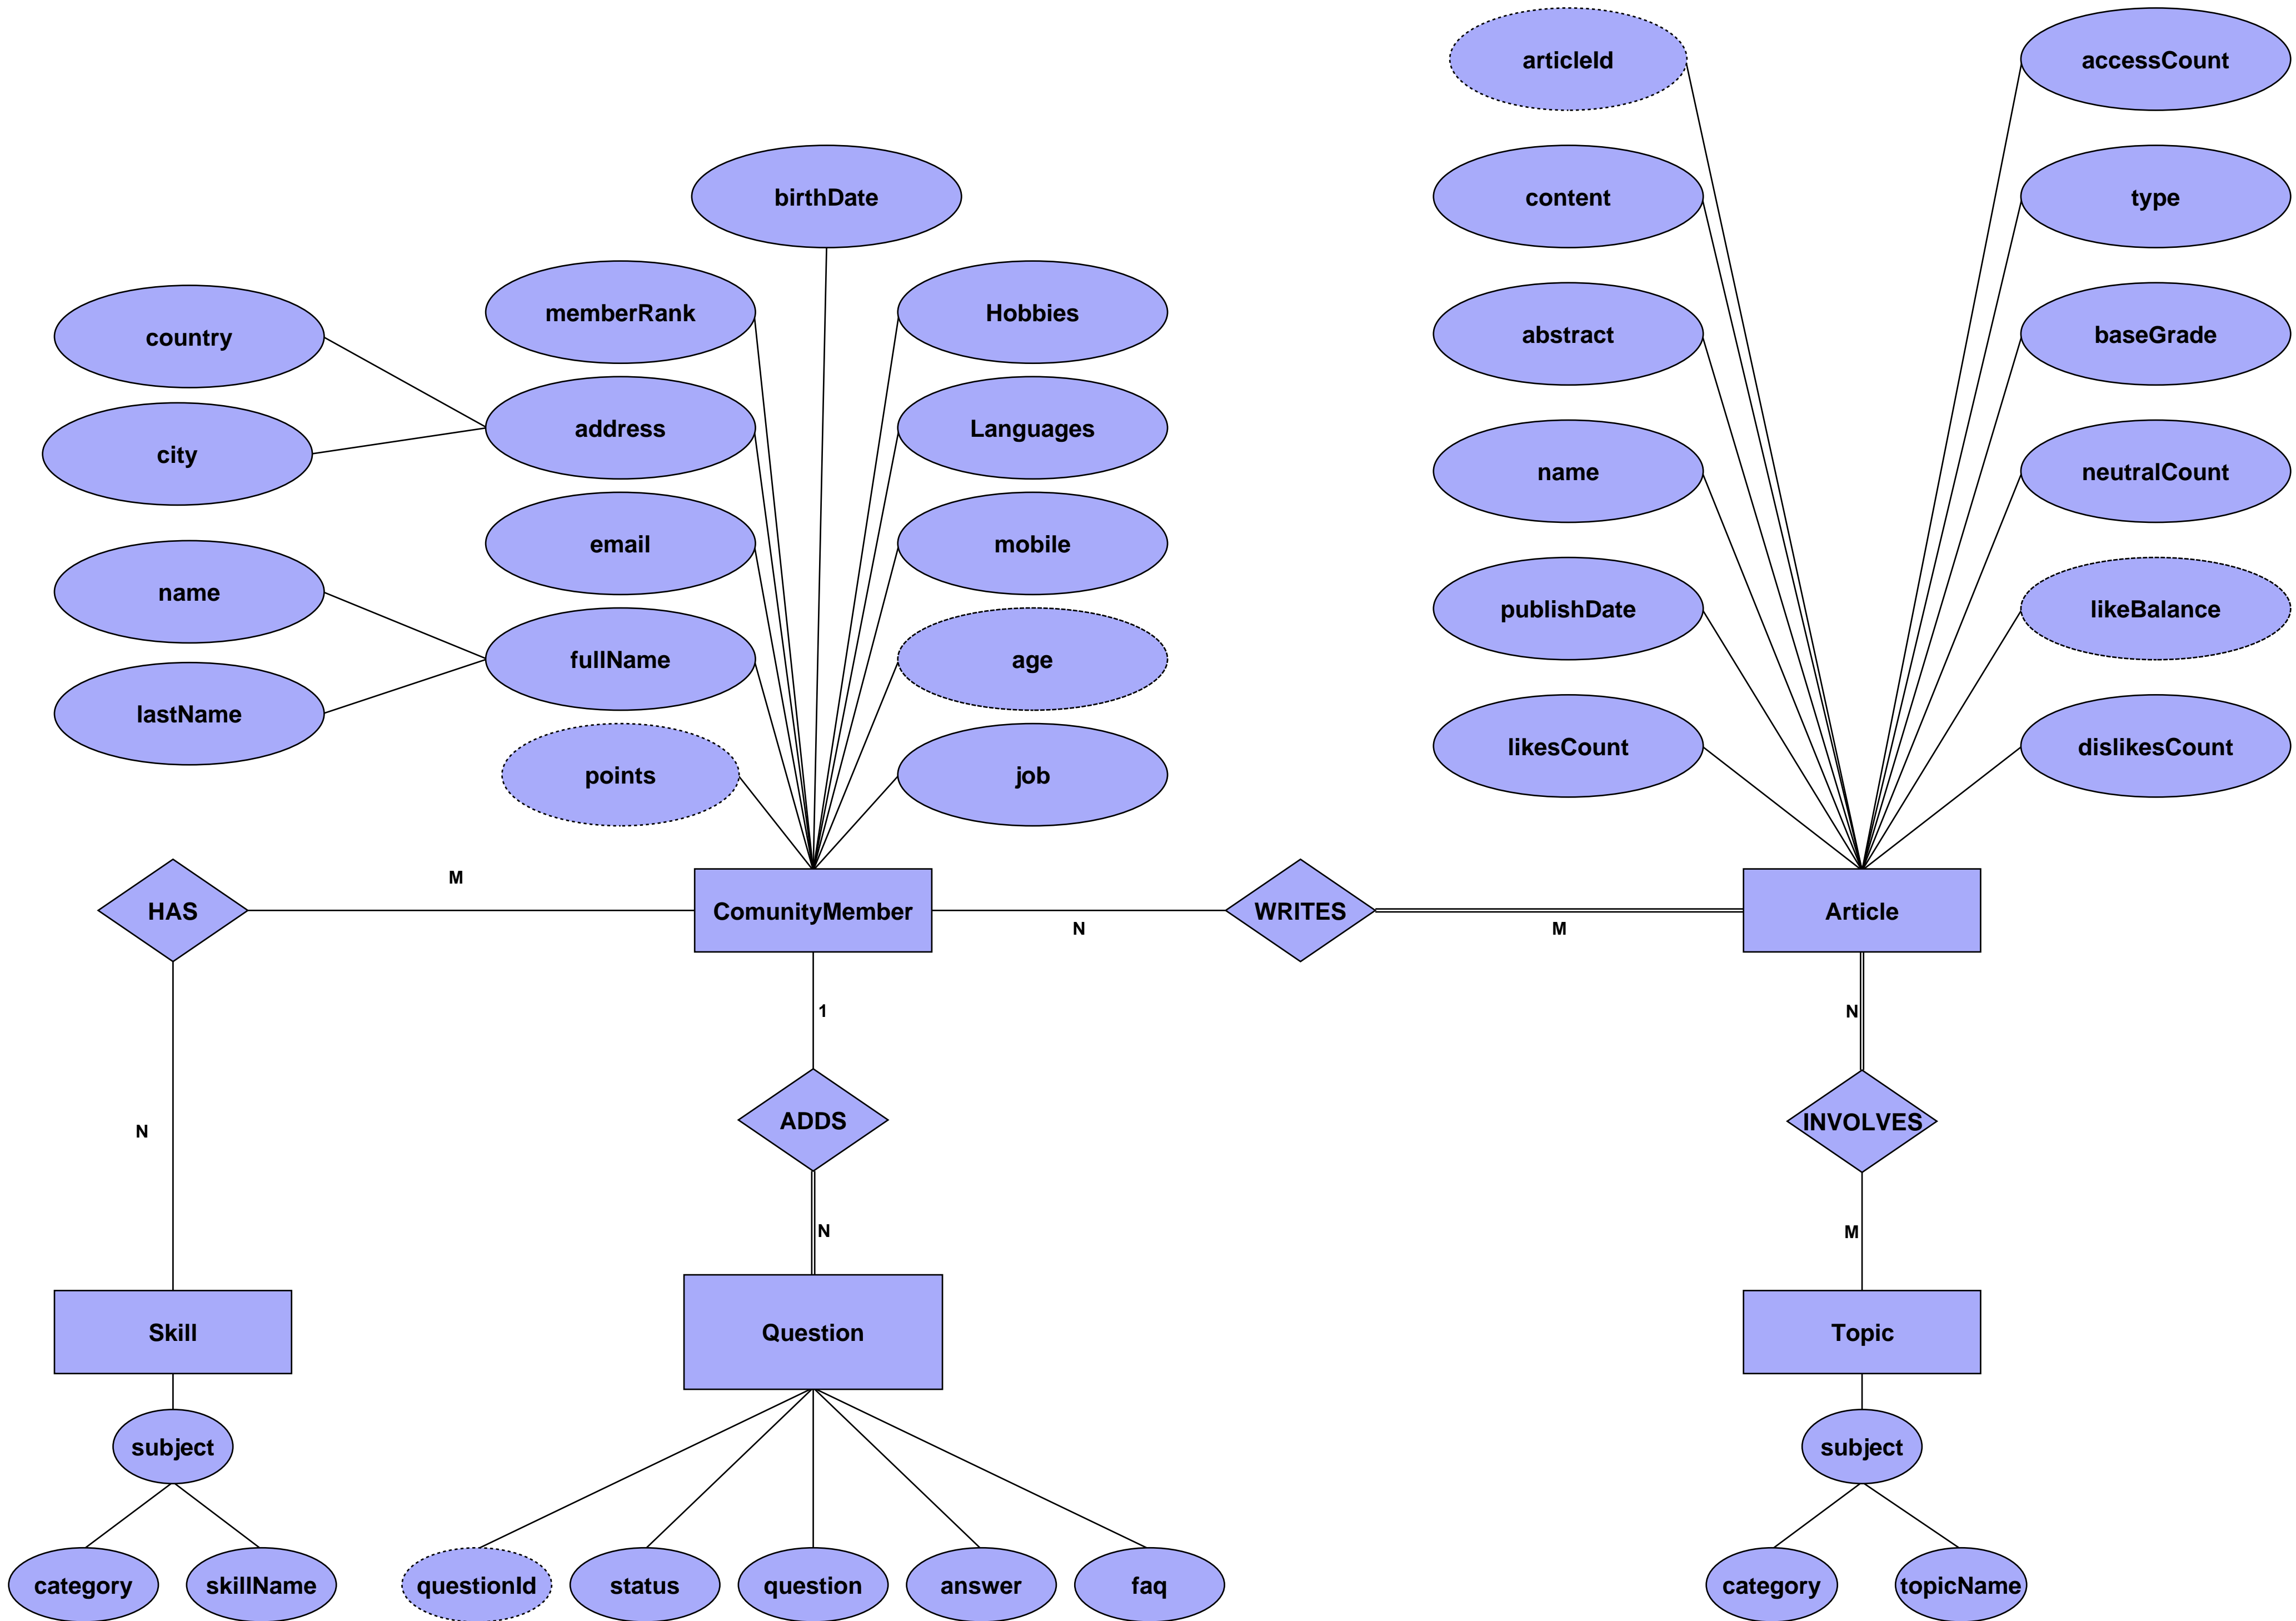 articleId
accessCount
birthDate
content
type
memberRank
Hobbies
country
abstract
baseGrade
address
Languages
city
name
neutralCount
email
mobile
name
publishDate
likeBalance
fullName
age
lastName
likesCount
dislikesCount
points
job
M
HAS
ComunityMember
N
WRITES
M
Article
1
N
N
ADDS
INVOLVES
N
M
Skill
Question
Topic
subject
subject
category
skillName
questionId
status
question
answer
faq
category
topicName